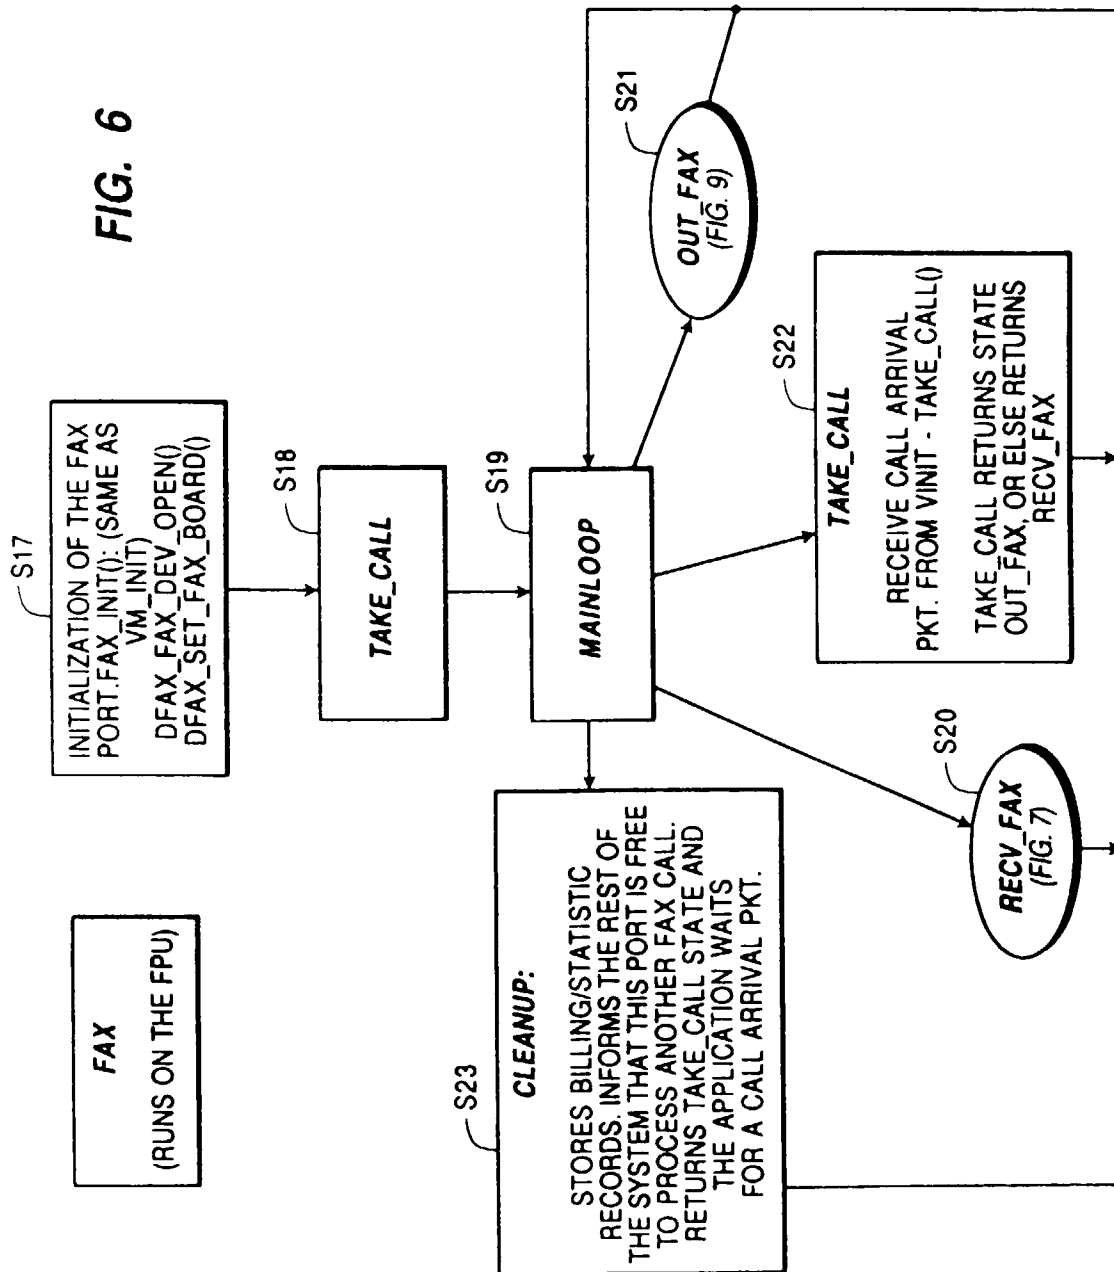 FIG. 6
FAX
(RUNS ON THE FPU)
S17
INITIALIZATION OF THE FAX
PORT.FAX_INIT(): (SAME AS
VM_INIT)
DFAX_FAX_DEV_OPEN()
DFAX_SET_FAX_BOARD()
S18
TAKE_CALL
S19
MAINLOOP
S23
CLEANUP:
STORES BILLING/STATISTIC
RECORDS. INFORMS THE REST OF
THE SYSTEM THAT THIS PORT IS FREE
TO PROCESS ANOTHER FAX CALL.
RETURNS TAKE_CALL STATE AND
THE APPLICATION WAITS
FOR A CALL ARRIVAL PKT.
S20
RECV_FAX
(FIG. 7)
S22
TAKE_CALL
RECEIVE CALL ARRIVAL
PKT. FROM VINIT - TAKE_CALL()
TAKE_CALL RETURNS STATE
OUT_FAX, OR ELSE RETURNS
RECV_FAX
S21
OUT_FAX
(FIG. 9)